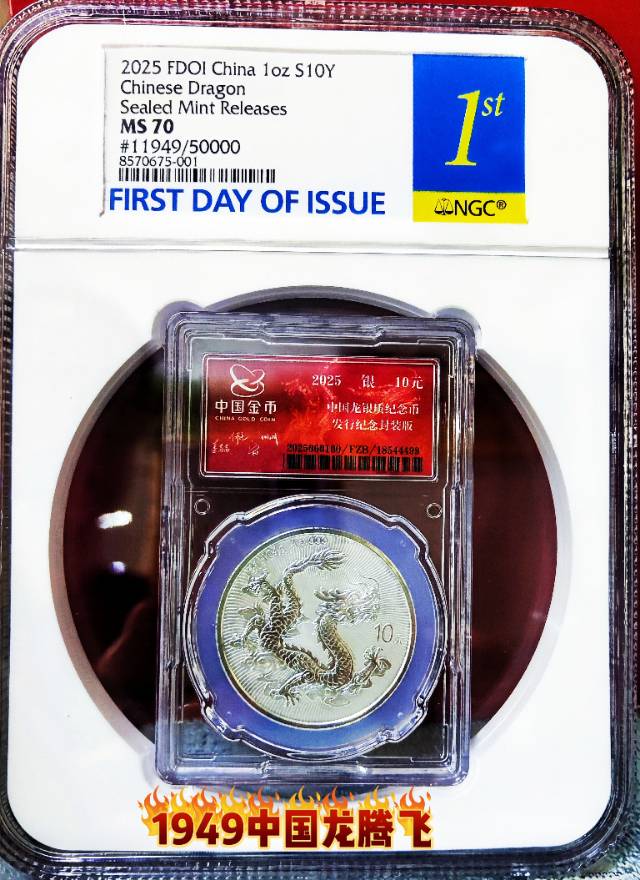 2025 FDOI China 1oz S10Y
Chinese Dragon
Sealed Mint Releases
MS 70
#11949/50000
8570675-001
FIRST DAY OF ISSUE
1st
NGC®
中国金币
CHINA GOLD COIN
2025 银 10元
中国龙银质纪念币
发行纪念封装版
10元
1949中国龙腾飞